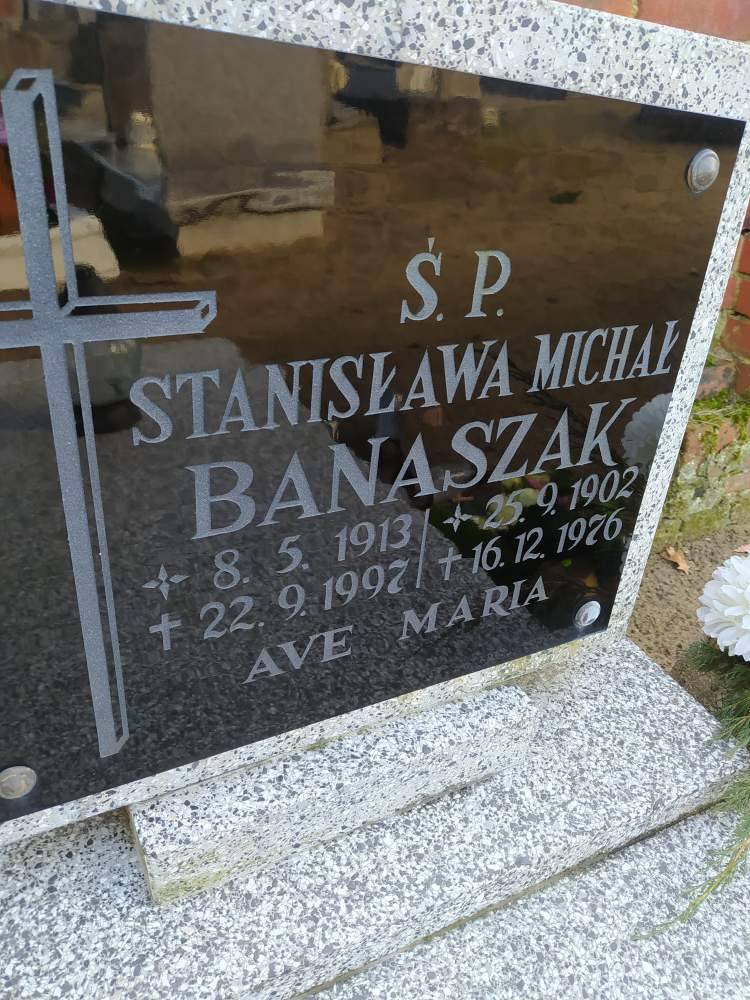 Ś. P.
STANISŁAWA MICHAŁ
BANASZAK
8. 5. 1913 | 25. 9. 1902
✝ 22. 9. 1997 | ✝ 16. 12. 1976
AVE MARIA